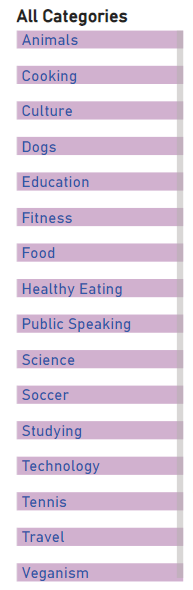 All Categories
Animals
Cooking
Culture
Dogs
Education
Fitness
Food
Healthy Eating
Public Speaking
Science
Soccer
Studying
Technology
Tennis
Travel
Veganism